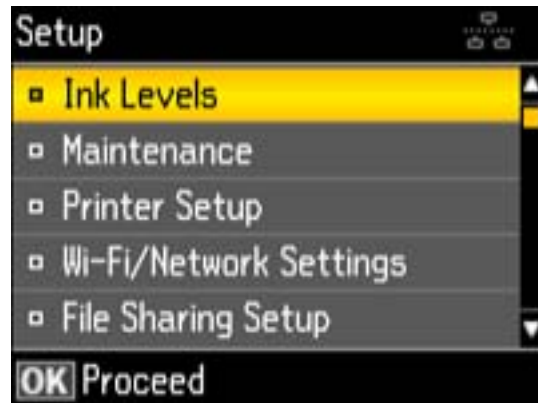 Setup
Ink Levels
Maintenance
Printer Setup
Wi-Fi/Network Settings
File Sharing Setup
OK Proceed